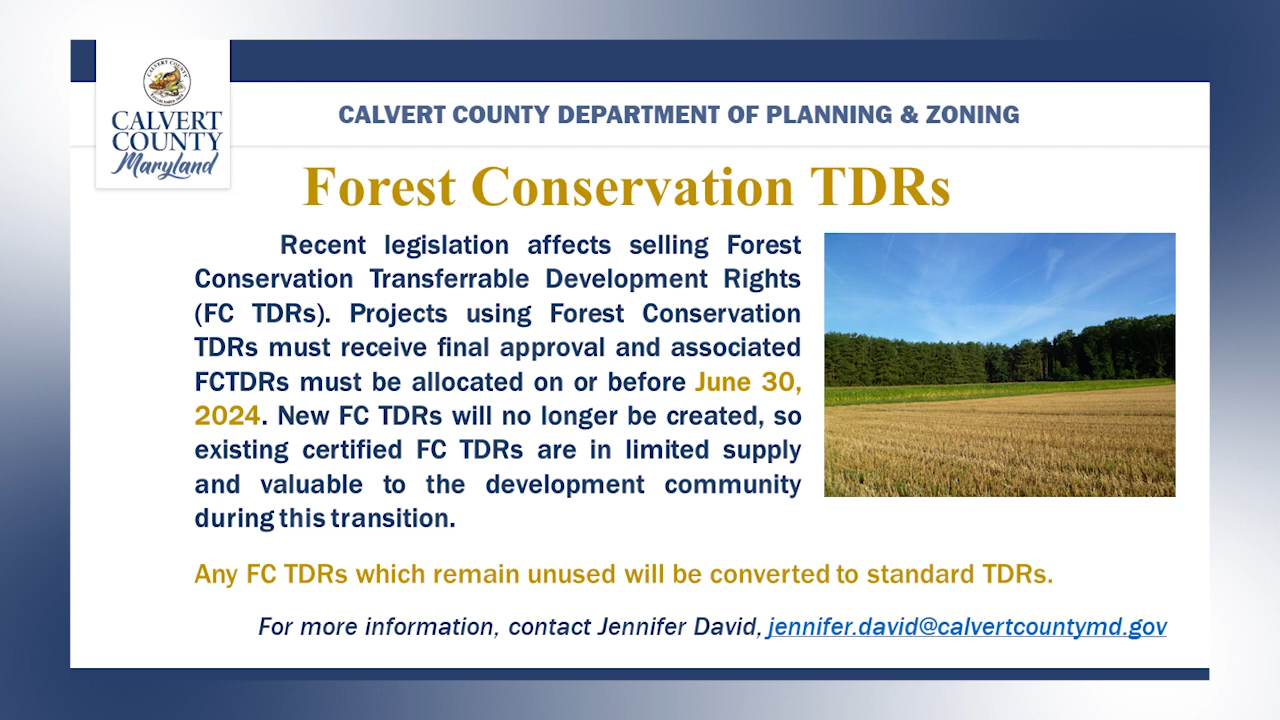 CALVERT COUNTY
CALVERT
COUNTY
Maryland
CALVERT COUNTY DEPARTMENT OF PLANNING & ZONING
Forest Conservation TDRs
Recent legislation affects selling Forest
Conservation Transferrable Development Rights
(FC TDRs). Projects using Forest Conservation
TDRs must receive final approval and associated
FCTDRs must be allocated on or before June 30,
2024. New FC TDRs will no longer be created, so
existing certified FC TDRs are in limited supply
and valuable to the development community
during this transition.
Any FC TDRs which remain unused will be converted to standard TDRs.
For more information, contact Jennifer David, jennifer.david@calvertcountymd.gov